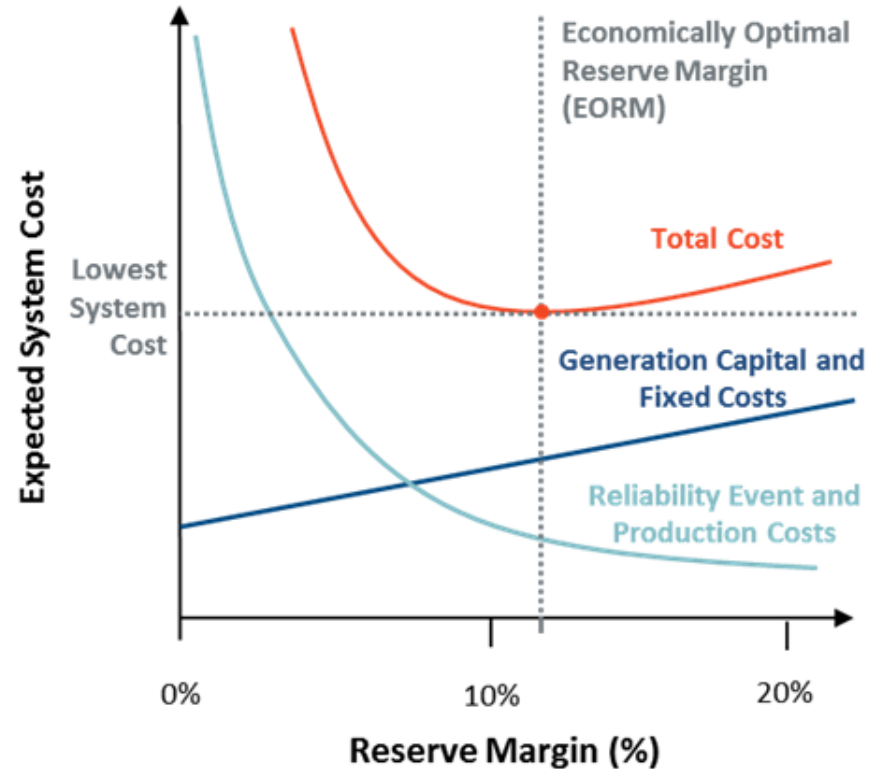 Economically Optimal
Reserve Margin
(EORM)
Expected System Cost
Total Cost
Lowest
System
Cost
Generation Capital and
Fixed Costs
Reliability Event and
Production Costs
0%
10%
20%
Reserve Margin (%)